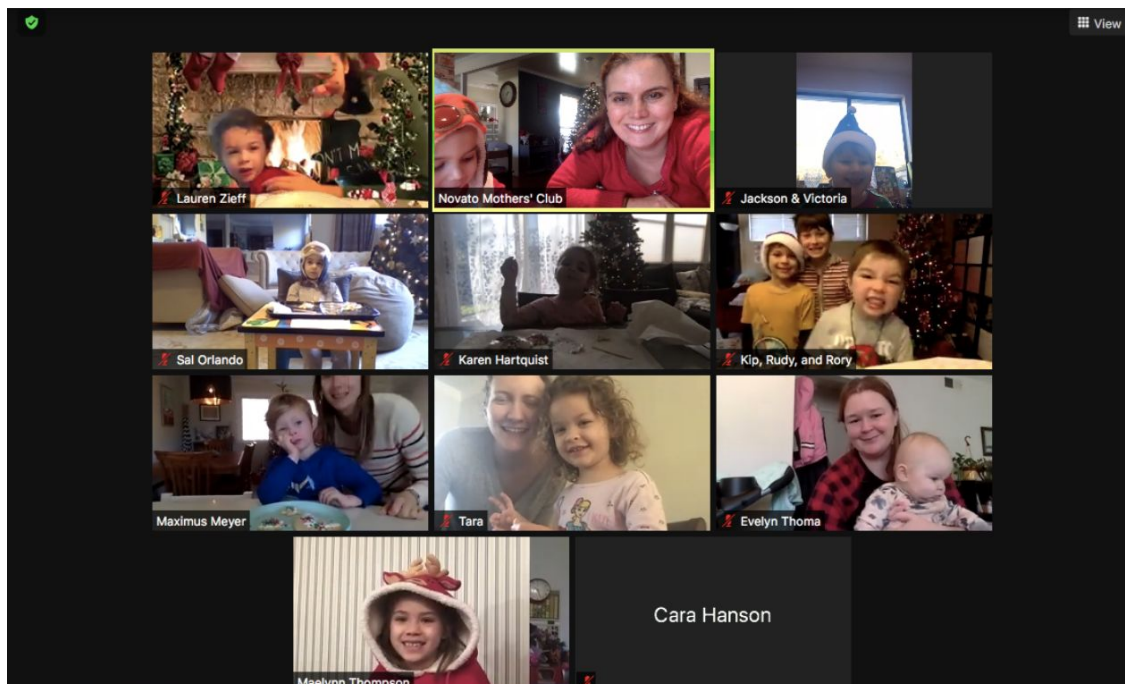 View
Lauren Zieff
Novato Mothers' Club
Jackson & Victoria
Sal Orlando
Karen Hartquist
Kip, Rudy, and Rory
Maximus Meyer
Tara
Evelyn Thoma
Maelynn Thompson
Cara Hanson